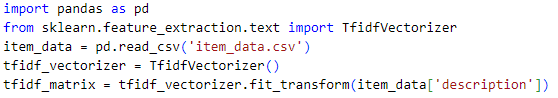 import pandas as pd
from sklearn.feature_extraction.text import TfidfVectorizer
item_data = pd.read_csv('item_data.csv')
tfidf_vectorizer = TfidfVectorizer()
tfidf_matrix = tfidf_vectorizer.fit_transform(item_data['description'])